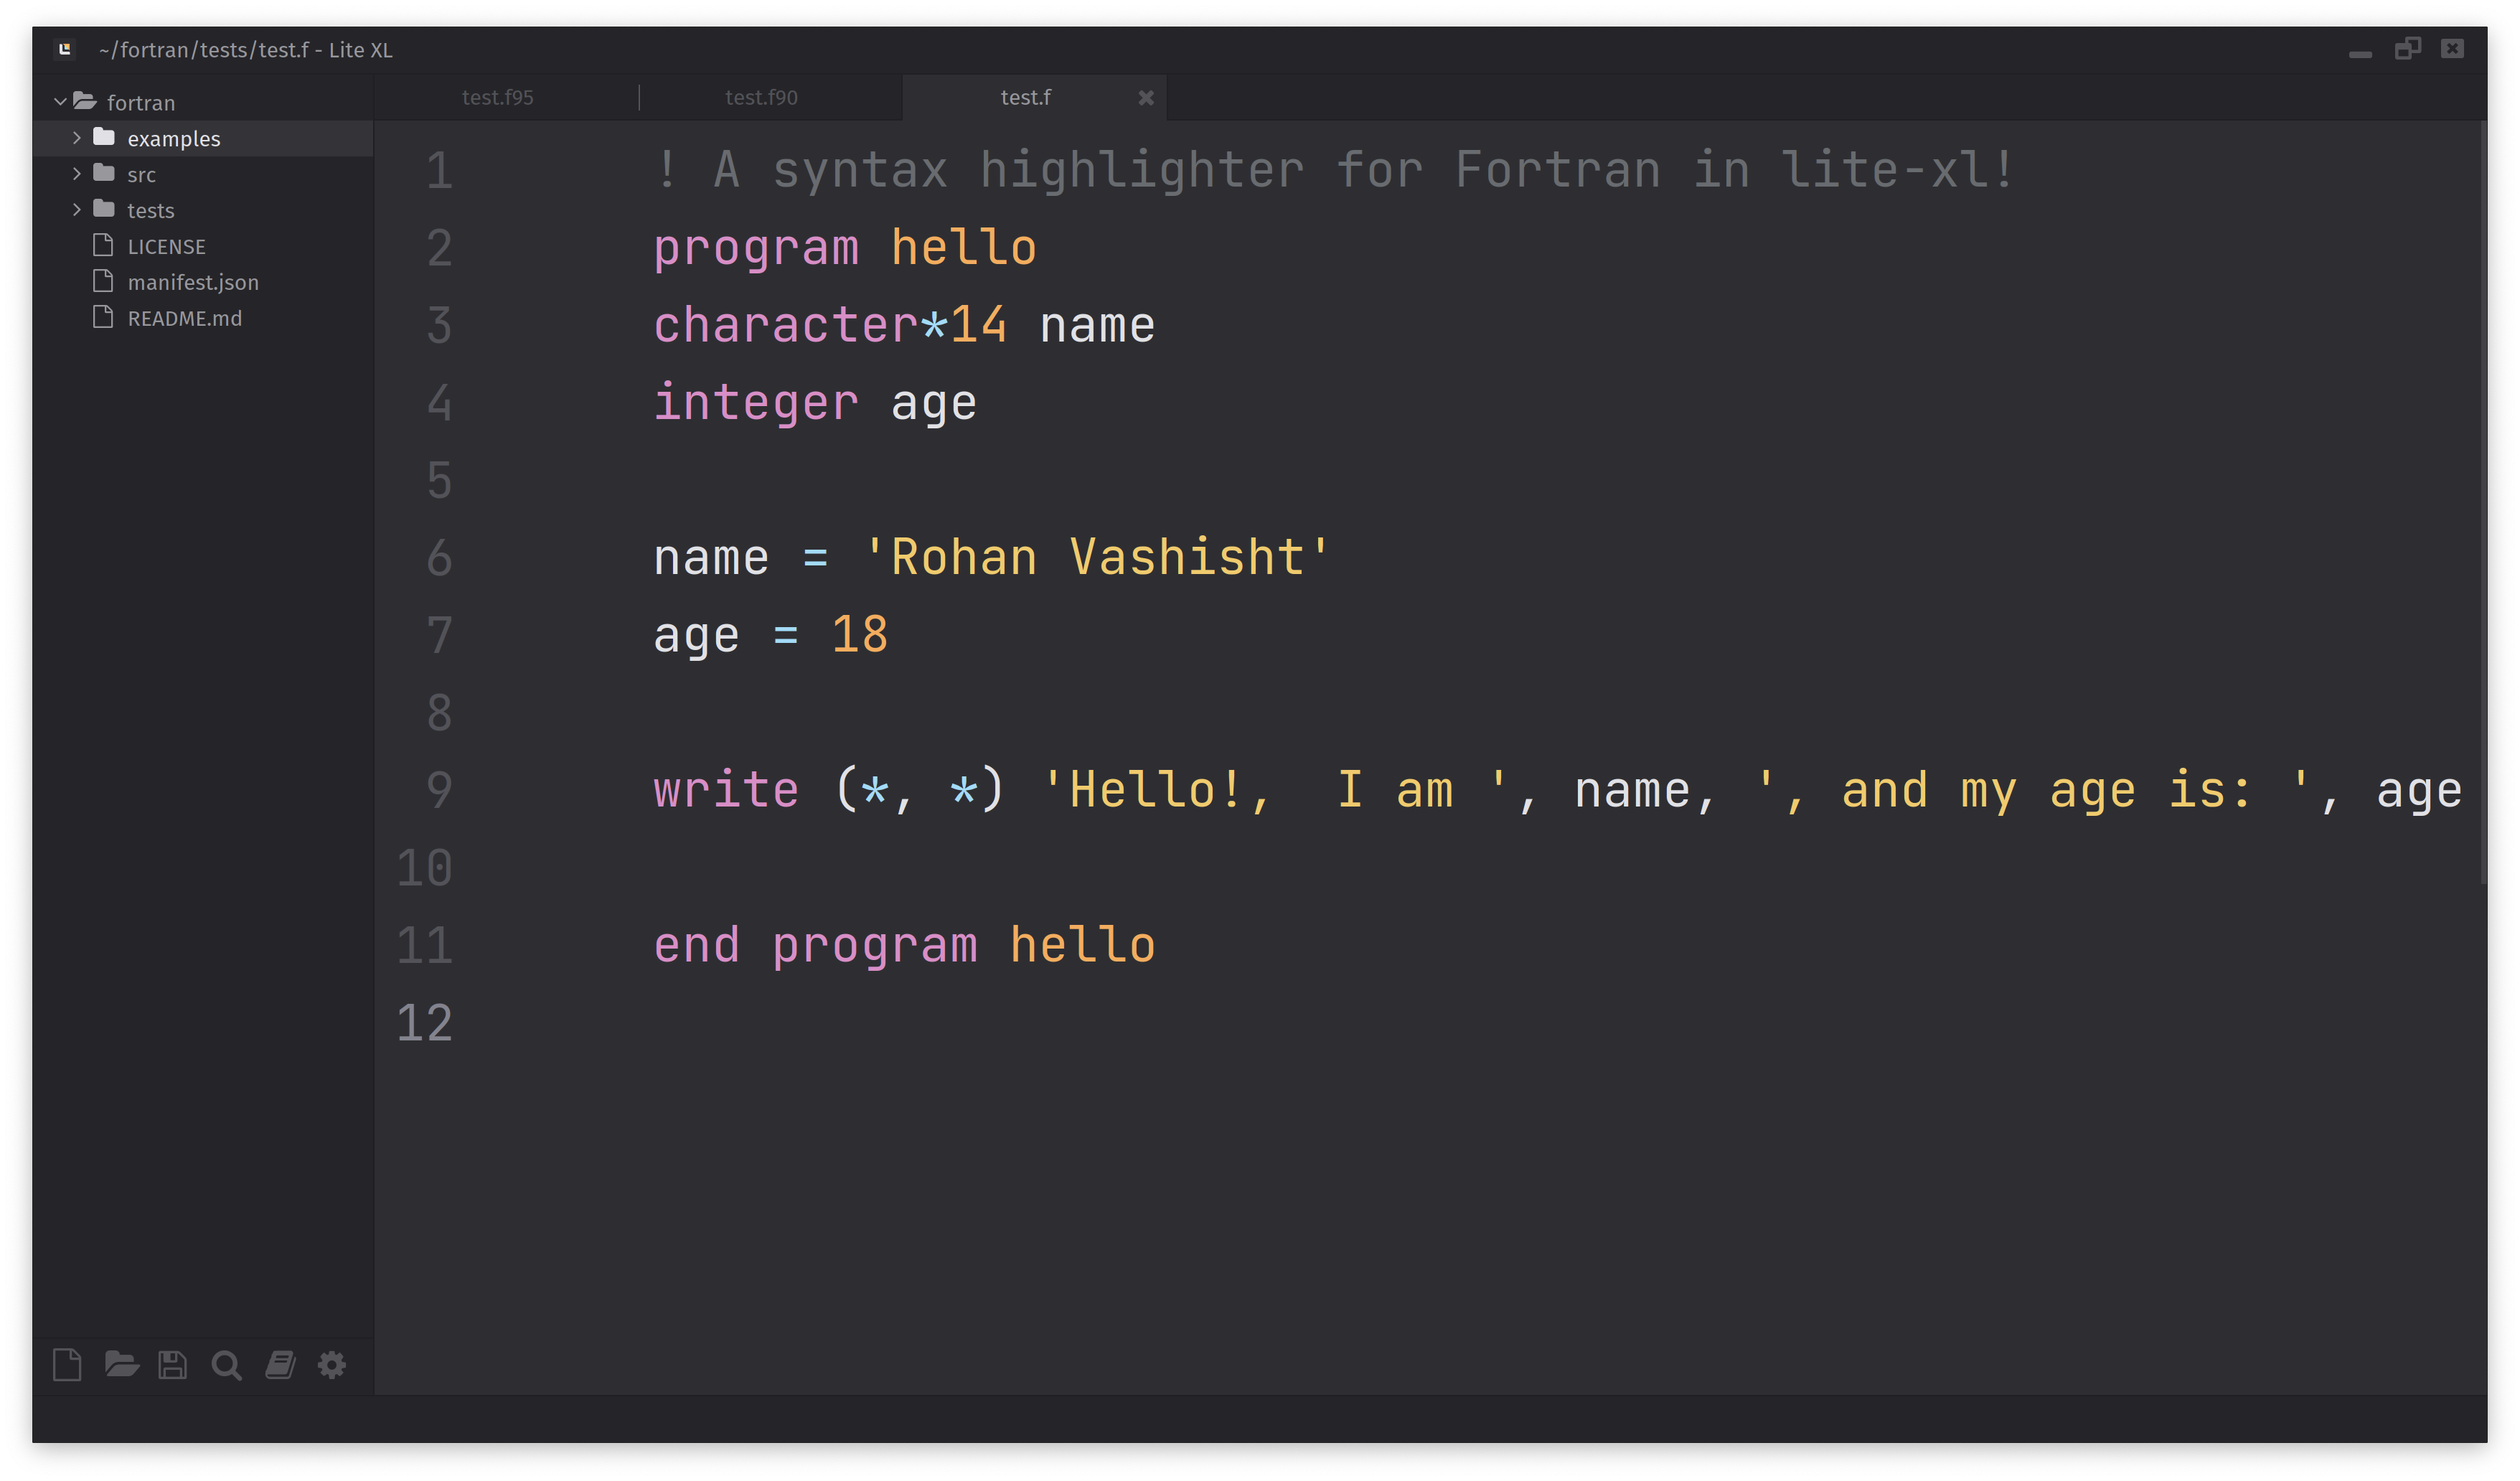 ~/fortran/tests/test.f - Lite XL
fortran
examples
src
tests
LICENSE
manifest.json
README.md
test.f95
test.f90
test.f
1 ! A syntax highlighter for Fortran in lite-xl!
2 program hello
3 character*14 name
4 integer age
5
6 name = 'Rohan Vashisht'
7 age = 18
8
9 write (*, *) 'Hello!,  I am ', name, ', and my age is: ', age
10
11 end program hello
12